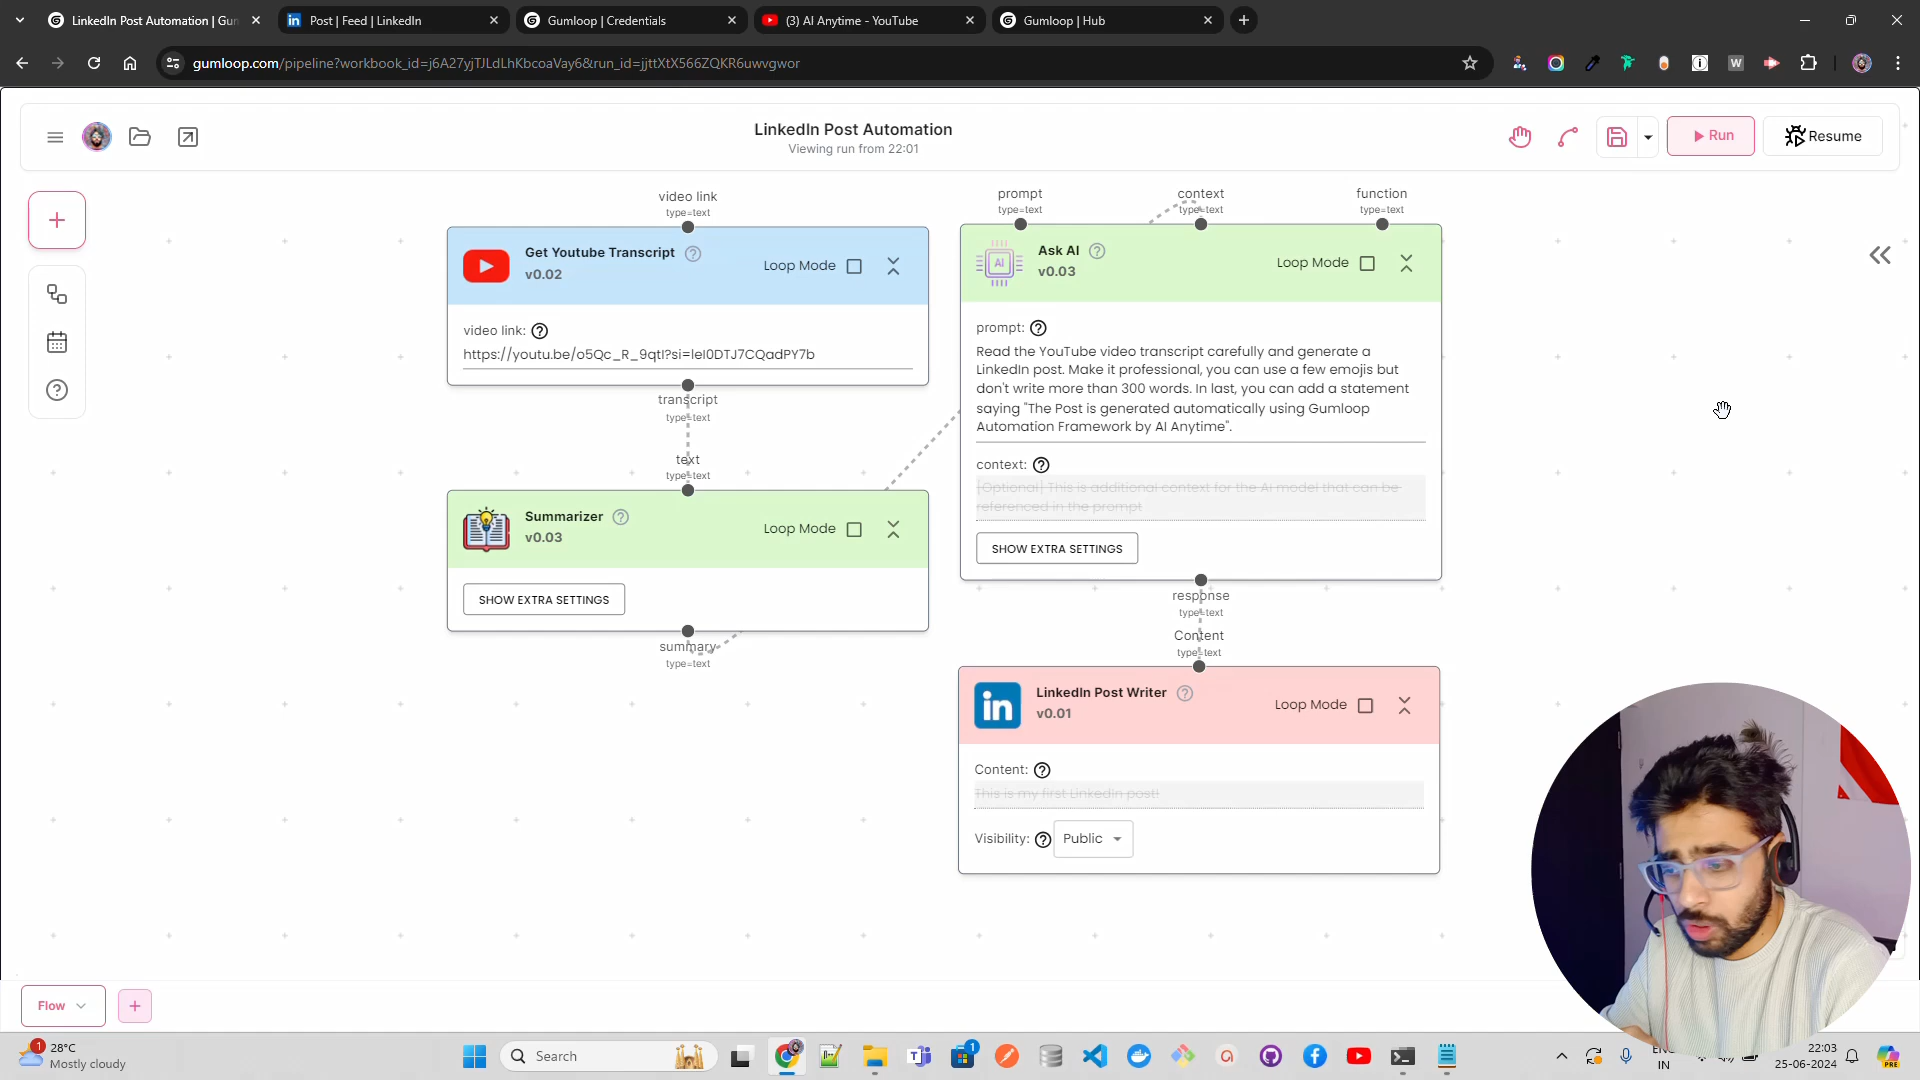 LinkedIn Post Automation | Gum
Post | Feed | LinkedIn
Gumloop | Credentials
(3) AI Anytime - YouTube
Gumloop | Hub
gumloop.com/pipeline?workbook_id=j6A27yjTJLdLhKbcoaVay6&run_id=jjttXtX566ZQKR6uwvgwor
LinkedIn Post Automation
Viewing run from 22:01
Run
Resume
video link
type=text
Get Youtube Transcript
v0.02
Loop Mode
video link:
https://youtu.be/o5Qc_R_9qtI?si=leI0DTJ7CQadPY7b
transcript
type=text
text
type=text
Summarizer
v0.03
Loop Mode
SHOW EXTRA SETTINGS
summary
type=text
prompt
type=text
context
type=text
function
type=text
Ask AI
v0.03
Loop Mode
prompt:
Read the YouTube video transcript carefully and generate a
LinkedIn post. Make it professional, you can use a few emojis but
don't write more than 300 words. In last, you can add a statement
saying "The Post is generated automatically using Gumloop
Automation Framework by AI Anytime".
context:
[Optional] This is additional context for the AI model that can be
referenced in the prompt
SHOW EXTRA SETTINGS
response
type=text
Content
type=text
in
LinkedIn Post Writer
v0.01
Loop Mode
Content:
This is my first LinkedIn post!
Visibility:
Public
Flow
28°C
Mostly cloudy
Search
IN
22:03
25-06-2024